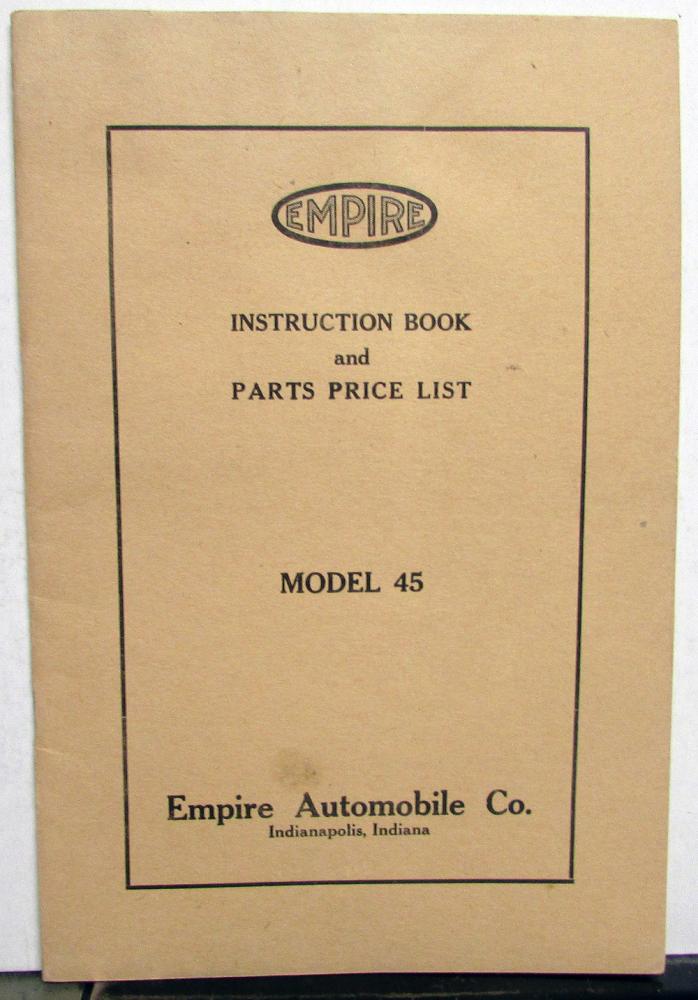 EMPIRE
INSTRUCTION BOOK
and
PARTS PRICE LIST
MODEL 45
Empire Automobile Co.
Indianapolis, Indiana